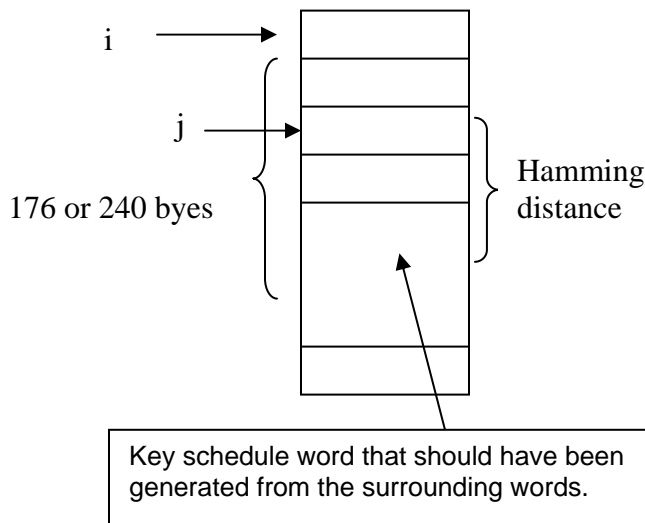 i
j
176 or 240 byes
Hamming
distance
Key schedule word that should have been
generated from the surrounding words.